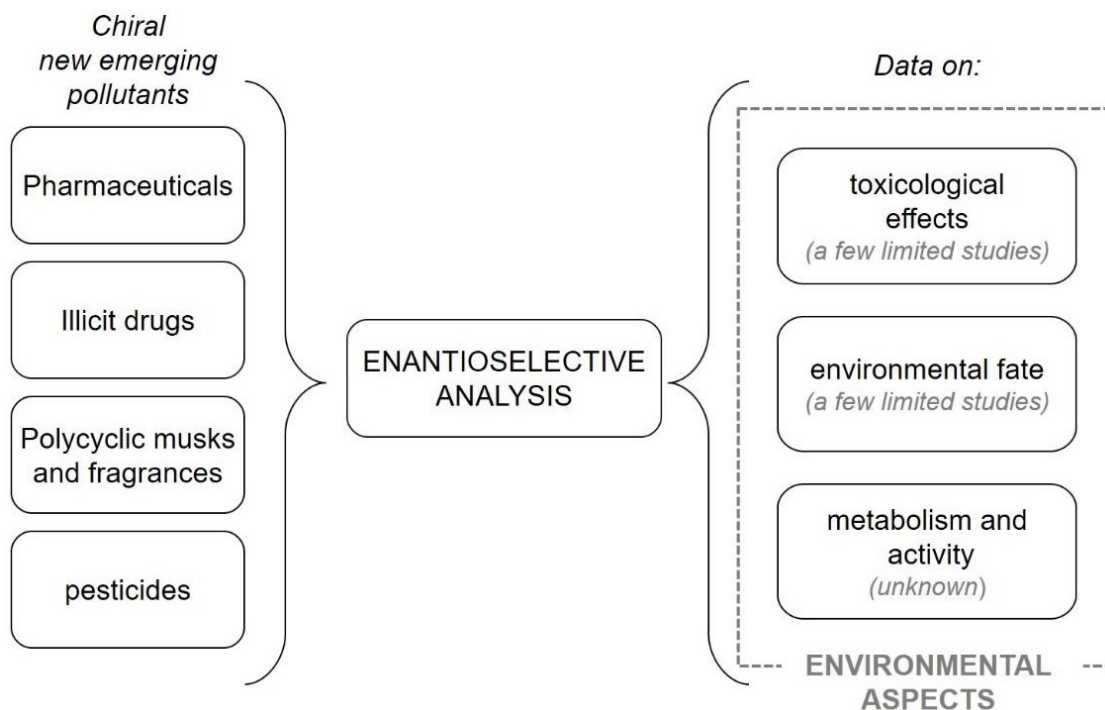 Chiral
new emerging
pollutants
Pharmaceuticals
Illicit drugs
Polycyclic musks
and fragrances
pesticides
ENANTIOSELECTIVE
ANALYSIS
Data on:
toxicological
effects
(a few limited studies)
environmental fate
(a few limited studies)
metabolism and
activity
(unknown)
ENVIRONMENTAL
ASPECTS